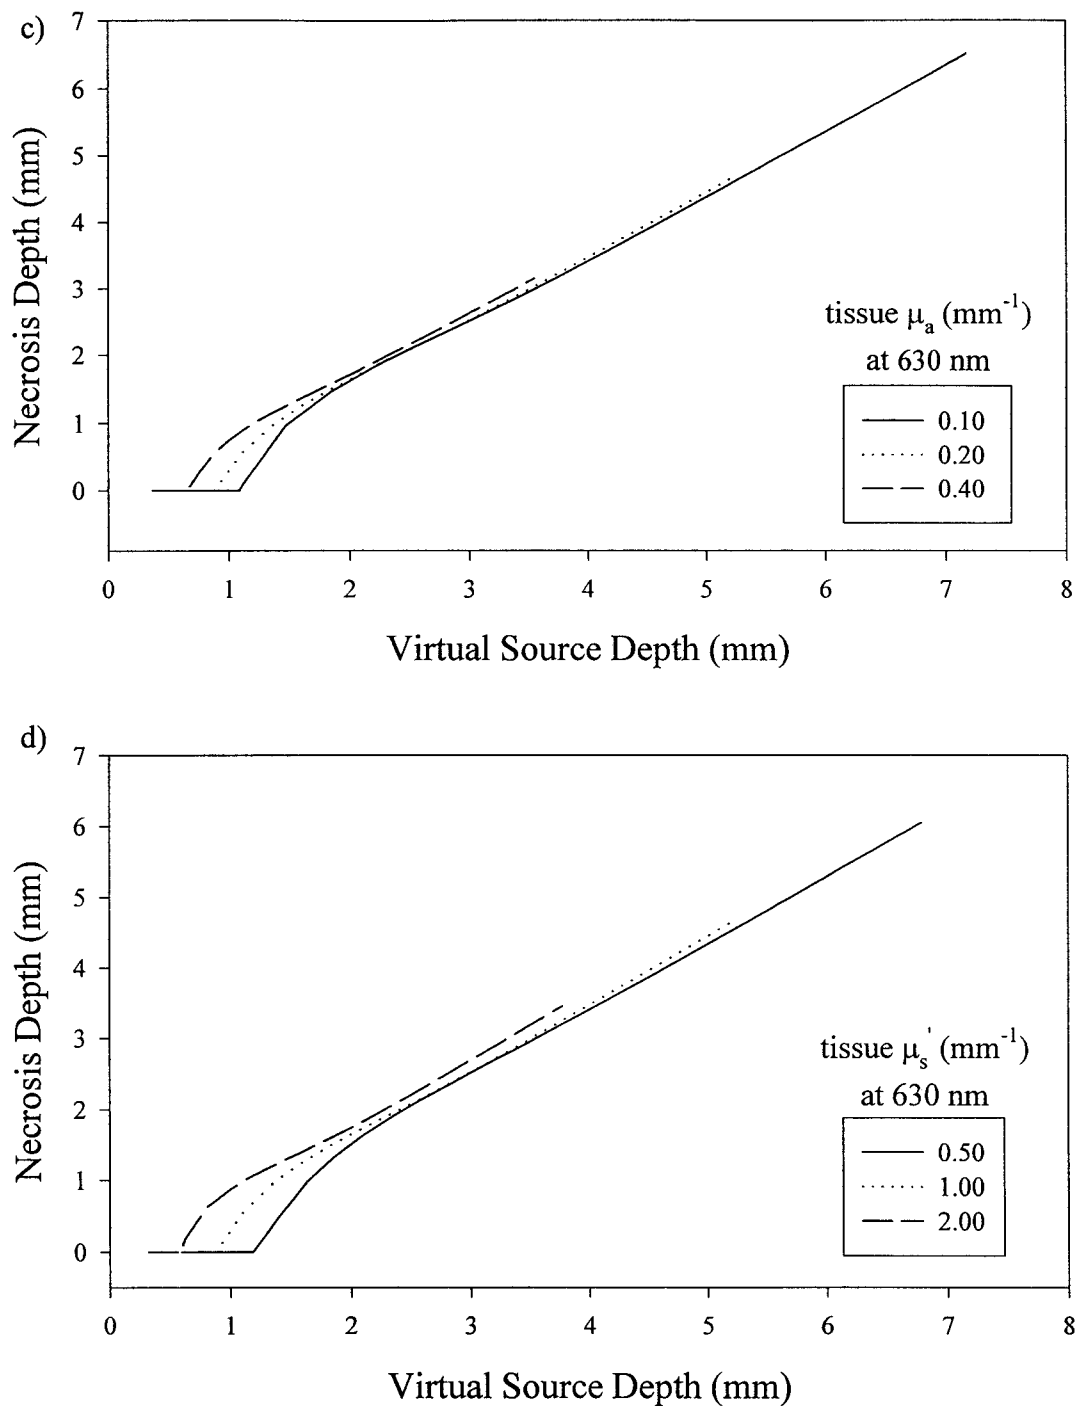 c)
7
6
5
4
3
2
1
0
Necrosis Depth (mm)
0 1 2 3 4 5 6 7 8
Virtual Source Depth (mm)
tissue μa (mm-1)
at 630 nm
0.10
0.20
0.40
d)
7
6
5
4
3
2
1
0
Necrosis Depth (mm)
0 1 2 3 4 5 6 7 8
Virtual Source Depth (mm)
tissue μs' (mm-1)
at 630 nm
0.50
1.00
2.00